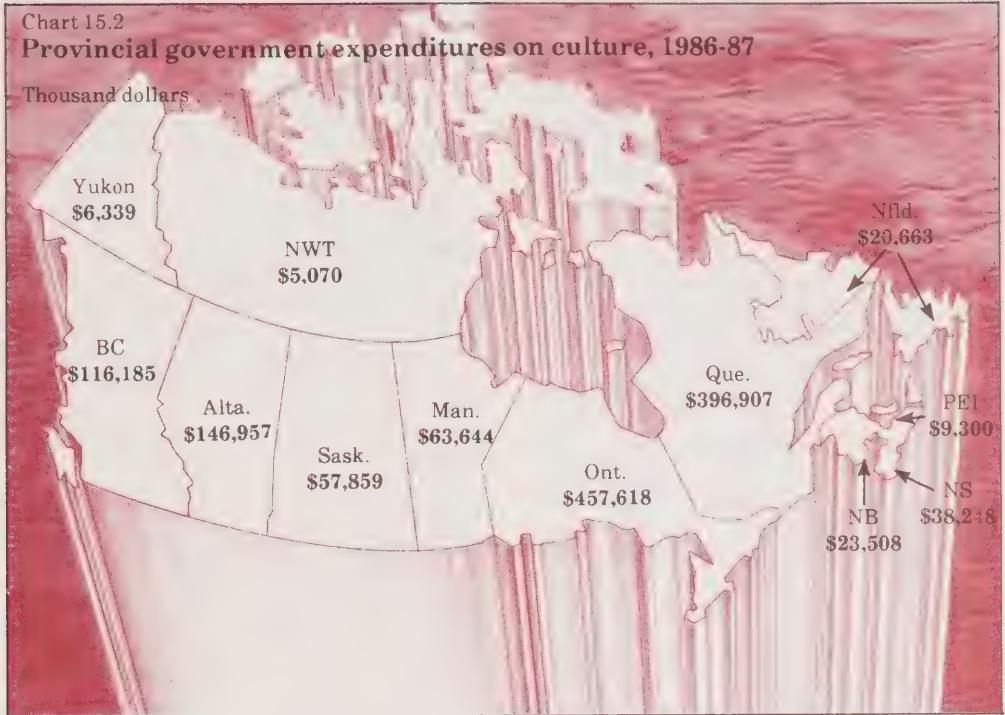 Chart 15.2
Provincial government expenditures on culture, 1986-87
Thousand dollars
Yukon
$6,339
NWT
$5,070
Nfld.
$20,663
BC
$116,185
Alta.
$146,957
Sask.
$57,859
Man.
$63,644
Ont.
$457,618
Que.
$396,907
PEI
$9,300
NS
$38,248
NB
$23,508